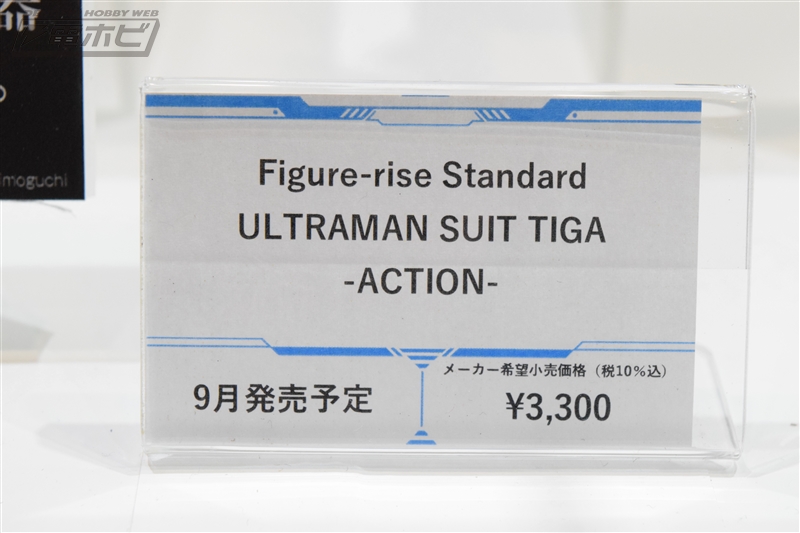 器
HOBBY WEB
電ホビ
imoguchi
Figure-rise Standard
ULTRAMAN SUIT TIGA
-ACTION-
9月発売予定
メーカー希望小売価格（税10%込）
¥3,300